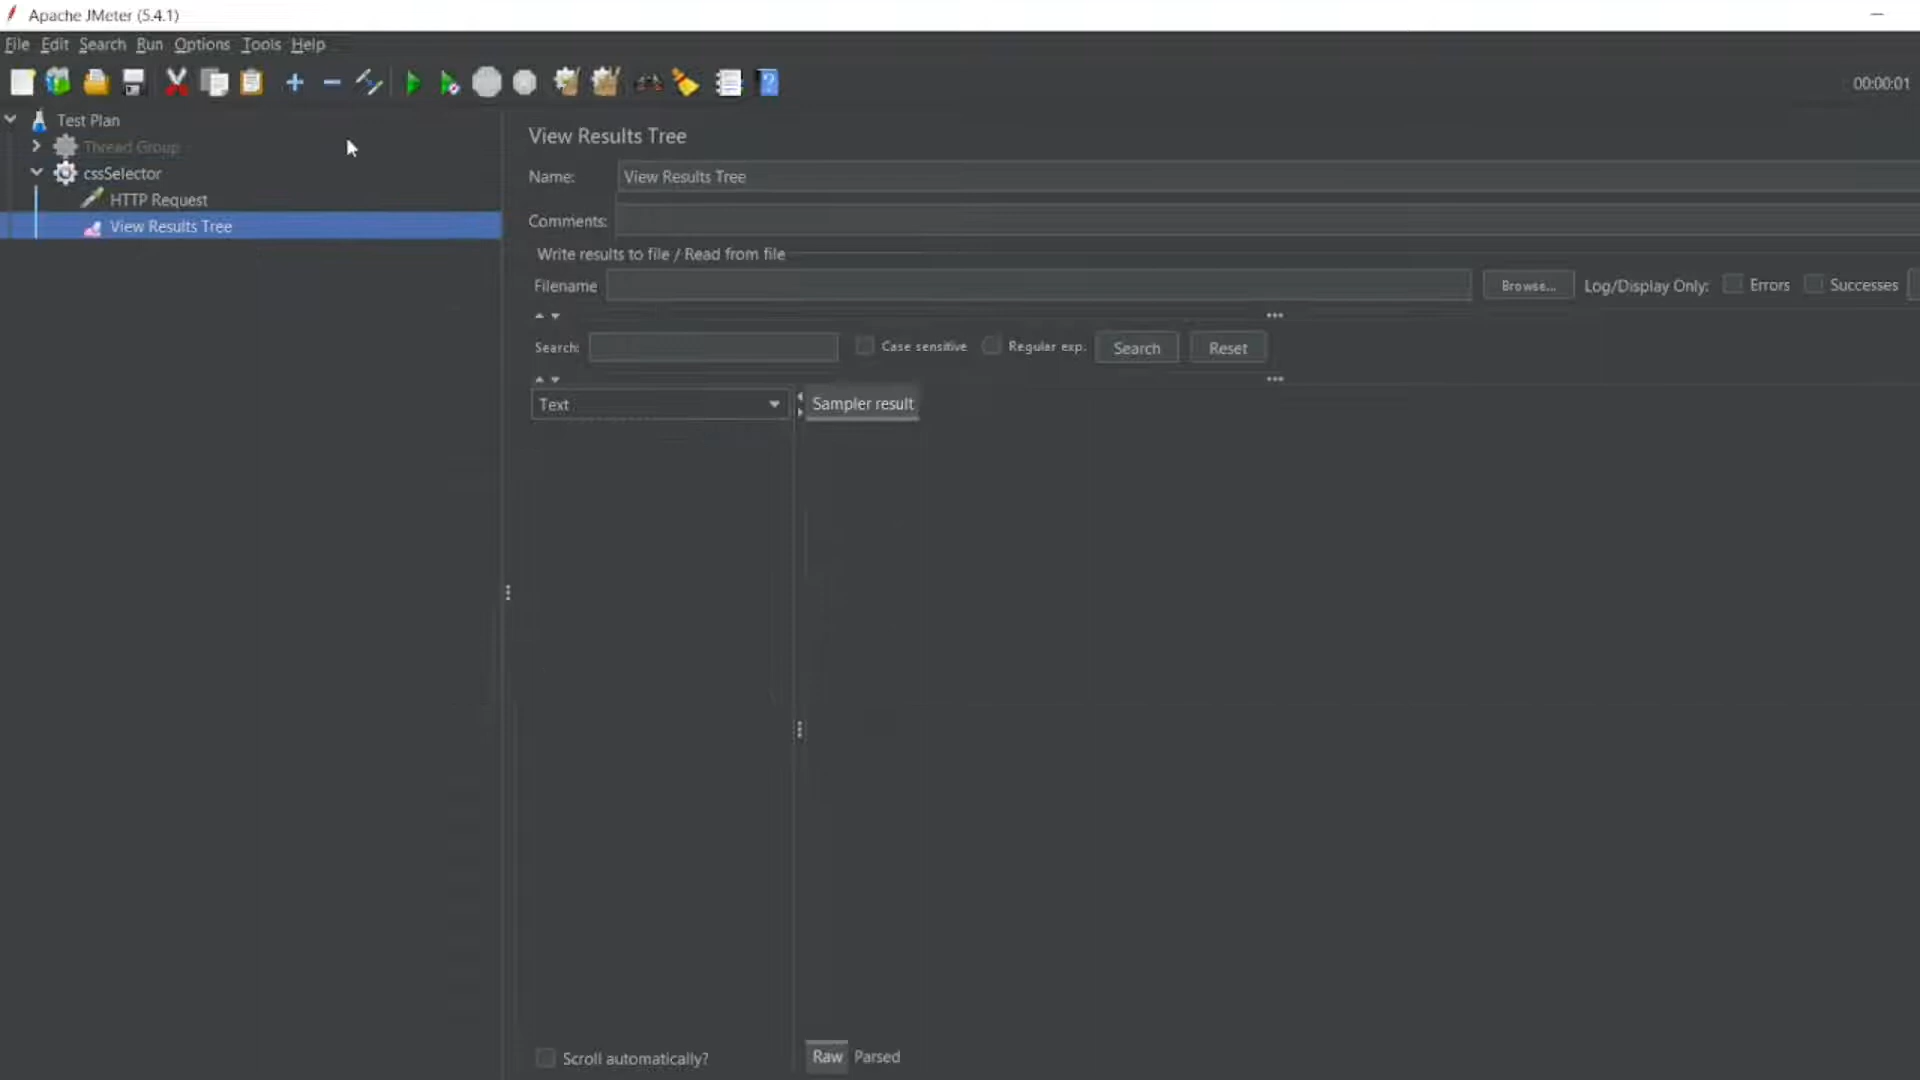 Apache JMeter (5.4.1)
File Edit Search Run Options Tools Help
00:00:01
Test Plan
Thread Group
cssSelector
HTTP Request
View Results Tree
View Results Tree
Name: View Results Tree
Comments:
Write results to file / Read from file
Filename Browse... Log/Display Only: Errors Successes
Search: Case sensitive Regular exp. Search Reset
Text Sampler result
Scroll automatically? Raw Parsed